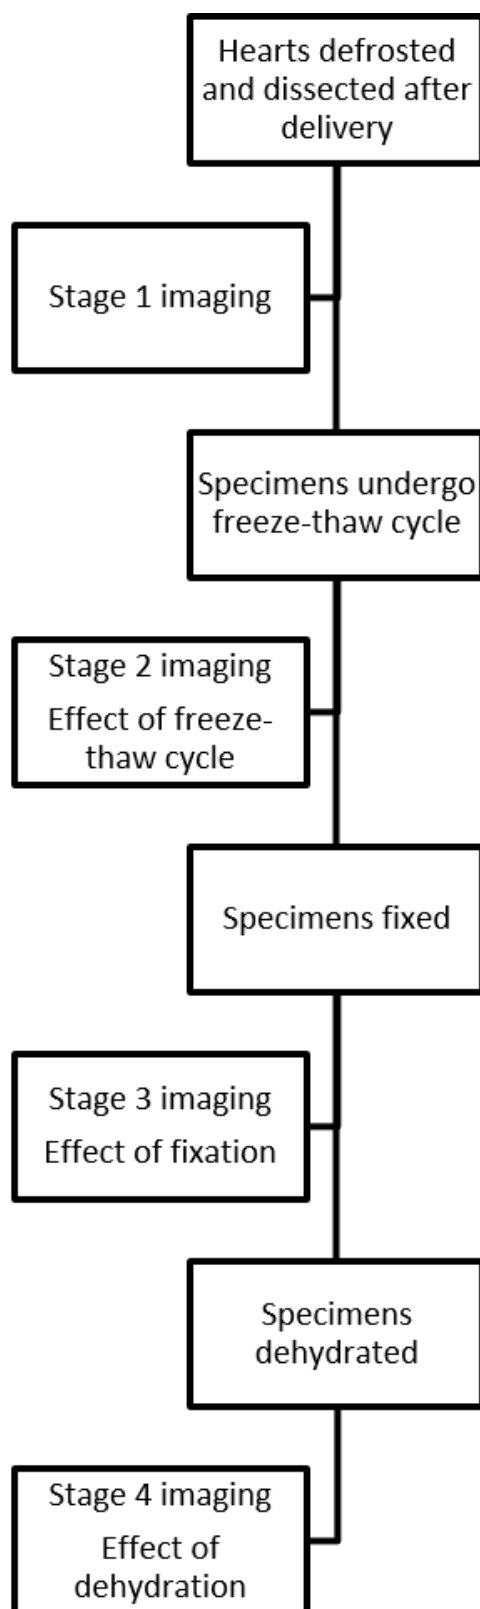 Hearts defrosted
and dissected after
delivery
Stage 1 imaging
Specimens undergo
freeze-thaw cycle
Stage 2 imaging
Effect of freeze-
thaw cycle
Specimens fixed
Stage 3 imaging
Effect of fixation
Specimens
dehydrated
Stage 4 imaging
Effect of
dehydration